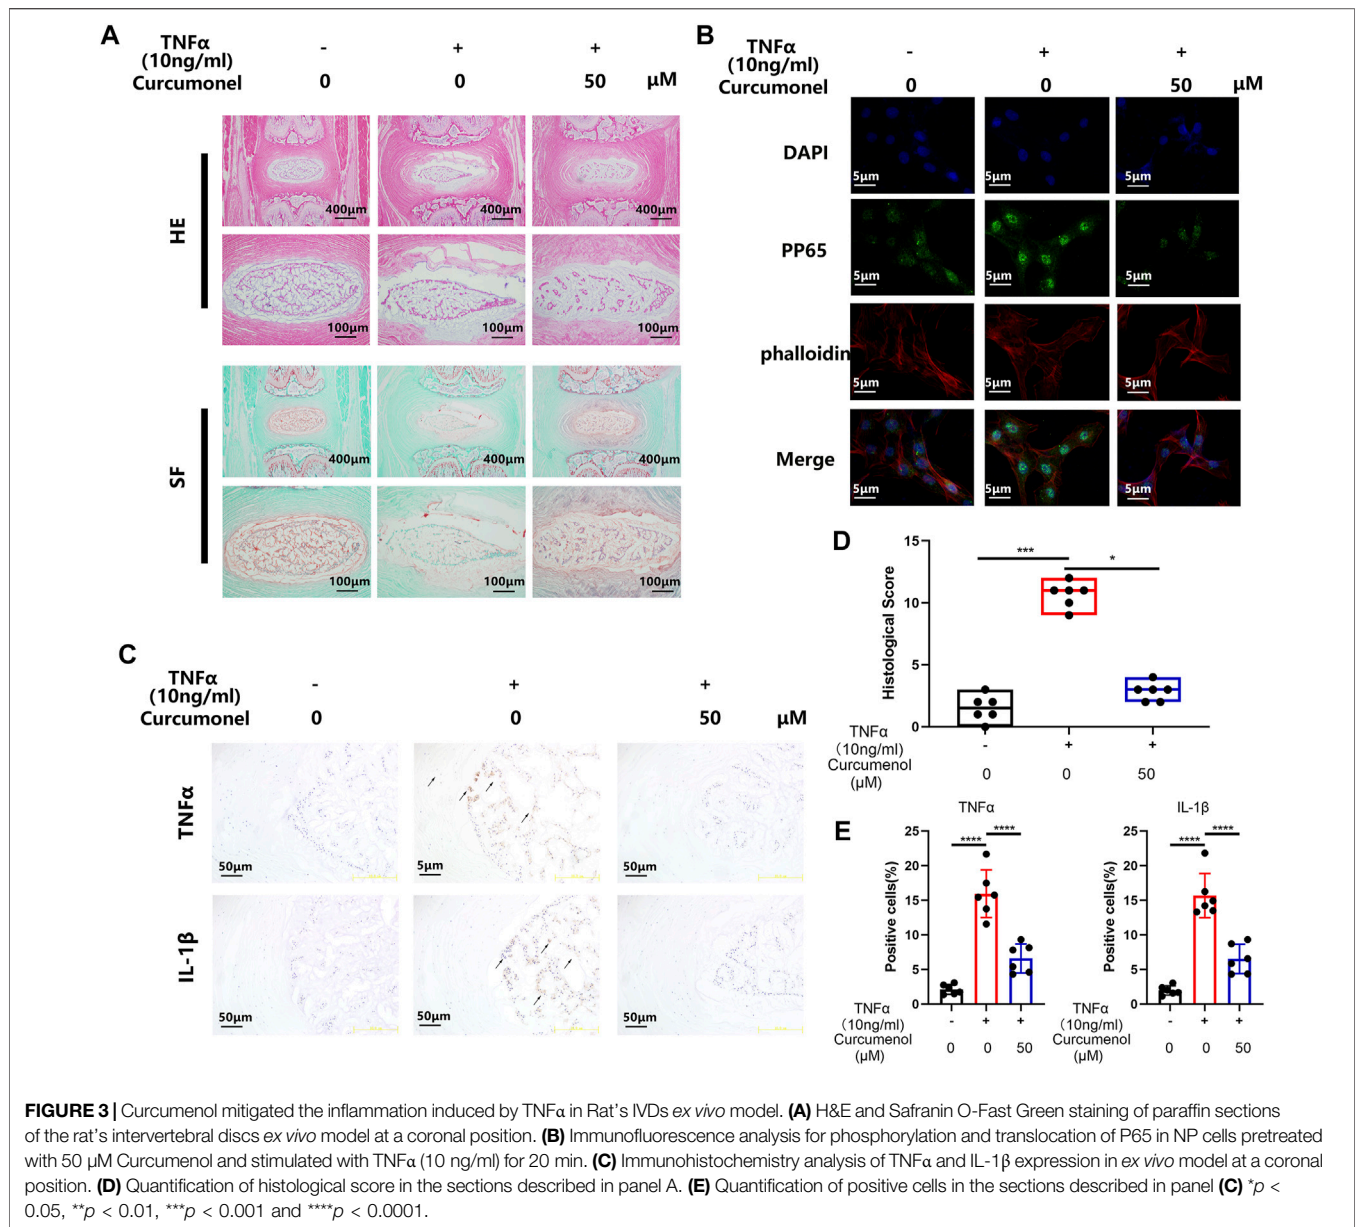 A
TNFα
(10ng/ml)
- + +
Curcumonel 0 0 50 μM
HE
400μm 400μm 400μm
100μm 100μm 100μm
SF
400μm 400μm 400μm
100μm 100μm 100μm
B
TNFα
(10ng/ml)
- + +
Curcumonel 0 0 50 μM
DAPI
5μm 5μm 5μm
PP65
5μm 5μm 5μm
phalloidin
5μm 5μm 5μm
Merge
5μm 5μm 5μm
C
TNFα
(10ng/ml)
- + +
Curcumonel 0 0 50 μM
TNFα
50μm 5μm 50μm
IL-1β
50μm 50μm 50μm
D
15
10
5
0
Histological Score
*** *
TNFα
(10ng/ml)
- + +
Curcumenol
(μM)
0 0 50
E
TNFα
25
20
15
10
5
0
Positive cells(%)
**** ****
TNFα
(10ng/ml)
- + +
Curcumenol
(μM)
0 0 50
IL-1β
25
20
15
10
5
0
Positive cells(%)
**** ****
TNFα
(10ng/ml)
- + +
Curcumenol
(μM)
0 0 50
FIGURE 3 | Curcumenol mitigated the inflammation induced by TNFα in Rat's IVDs ex vivo model. (A) H&E and Safranin O-Fast Green staining of paraffin sections
of the rat's intervertebral discs ex vivo model at a coronal position. (B) Immunofluorescence analysis for phosphorylation and translocation of P65 in NP cells pretreated
with 50 μM Curcumenol and stimulated with TNFα (10 ng/ml) for 20 min. (C) Immunohistochemistry analysis of TNFα and IL-1β expression in ex vivo model at a coronal
position. (D) Quantification of histological score in the sections described in panel A. (E) Quantification of positive cells in the sections described in panel (C) *p <
0.05, **p < 0.01, ***p < 0.001 and ****p < 0.0001.